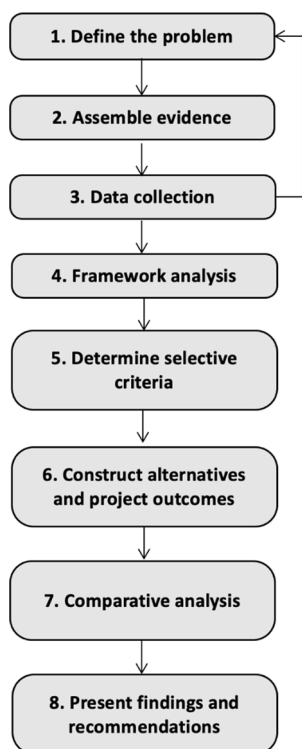 1. Define the problem
2. Assemble evidence
3. Data collection
4. Framework analysis
5. Determine selective
criteria
6. Construct alternatives
and project outcomes
7. Comparative analysis
8. Present findings and
recommendations